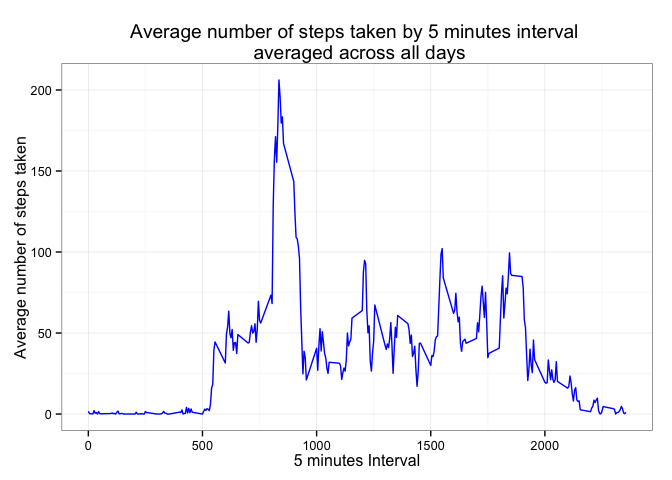 Average number of steps taken by 5 minutes interval
averaged across all days
Average number of steps taken
200
150
100
50
0
0 500 1000 1500 2000
5 minutes Interval